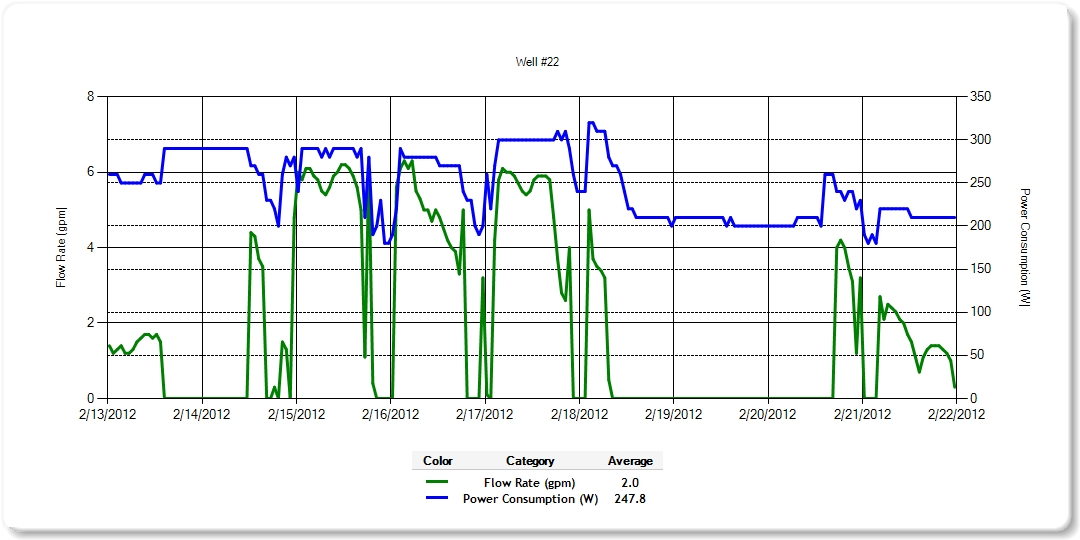 Well #22
8
6
4
2
0
Flow Rate (gpm)
350
300
250
200
150
100
50
0
Power Consumption (W)
2/13/2012 2/14/2012 2/15/2012 2/16/2012 2/17/2012 2/18/2012 2/19/2012 2/20/2012 2/21/2012 2/22/2012
Color Category Average
Flow Rate (gpm) 2.0
Power Consumption (W) 247.8